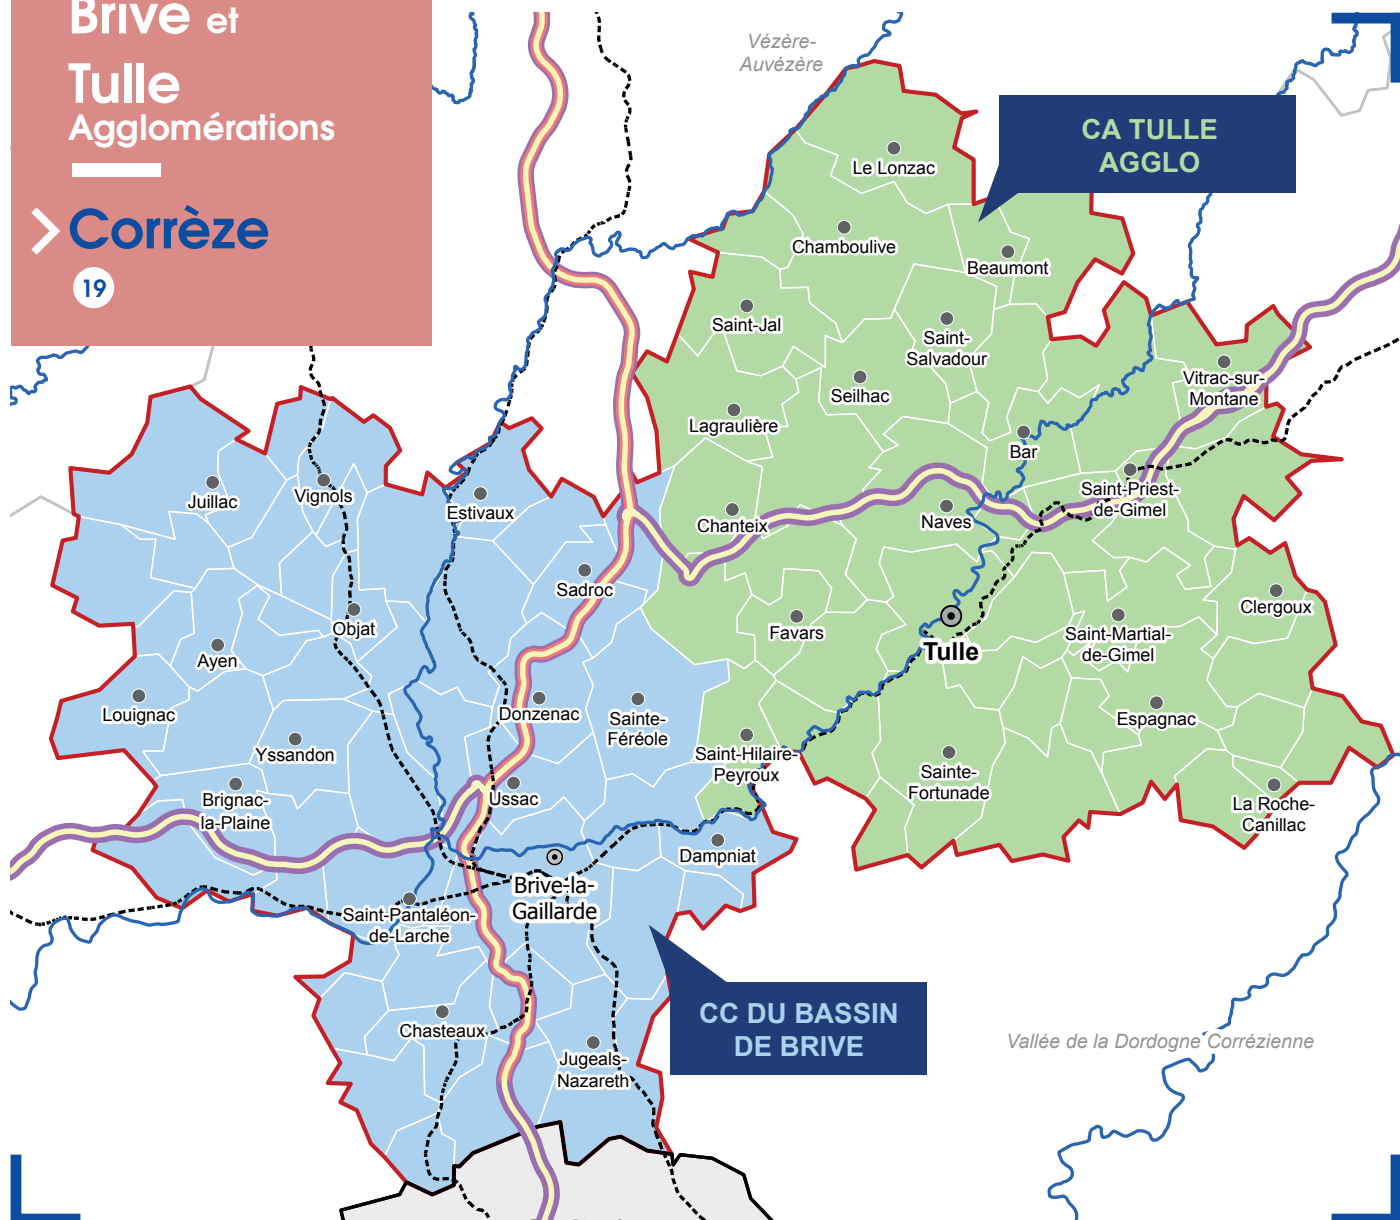 Brive et
Tulle
Agglomérations
Corrèze
19
Vézère-
Auvézère
CA TULLE
AGGLO
Le Lonzac
Chamboulive
Beaumont
Saint-Jal
Saint-
Salvadour
Vitrac-sur-
Montane
Seilhac
Lagraulière
Bar
Juillac
Vignols
Estivaux
Chanteix
Naves
Saint-Priest-
de-Gimel
Sadroc
Clergoux
Objat
Favars
Saint-Martial-
de-Gimel
Ayen
Tulle
Louignac
Donzenac
Sainte-
Féréole
Espagnac
Yssandon
Saint-Hilaire-
Peyroux
Sainte-
Fortunade
Brignac-
la-Plaine
Ussac
La Roche-
Canillac
Dampniat
Brive-la-
Gaillarde
Saint-Pantaléon-
de-Larche
CC DU BASSIN
DE BRIVE
Chasteaux
Jugeals-
Nazareth
Vallée de la Dordogne Corrézienne